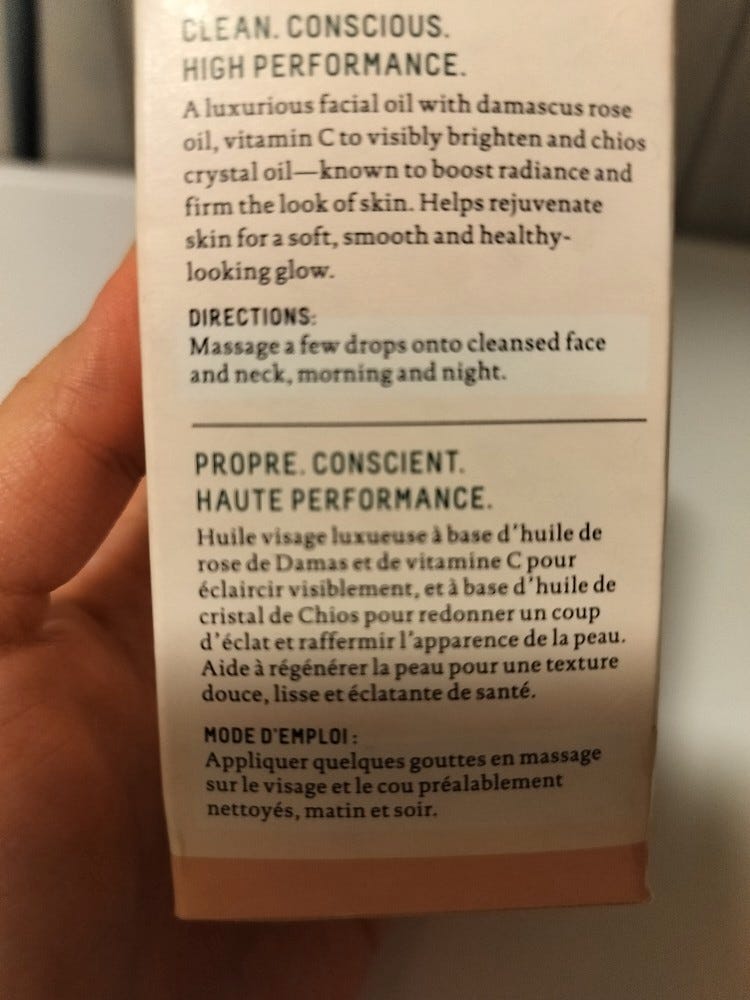 CLEAN. CONSCIOUS.
HIGH PERFORMANCE.
A luxurious facial oil with damascus rose
oil, vitamin C to visibly brighten and chios
crystal oil—known to boost radiance and
firm the look of skin. Helps rejuvenate
skin for a soft, smooth and healthy-
looking glow.
DIRECTIONS:
Massage a few drops onto cleansed face
and neck, morning and night.
PROPRE. CONSCIENT.
HAUTE PERFORMANCE.
Huile visage luxueuse à base d'huile de
rose de Damas et de vitamine C pour
éclaircir visiblement, et à base d'huile de
cristal de Chios pour redonner un coup
d'éclat et raffermir l'apparence de la peau.
Aide à régénérer la peau pour une texture
douce, lisse et éclatante de santé.
MODE D'EMPLOI :
Appliquer quelques gouttes en massage
sur le visage et le cou préalablement
nettoyés, matin et soir.